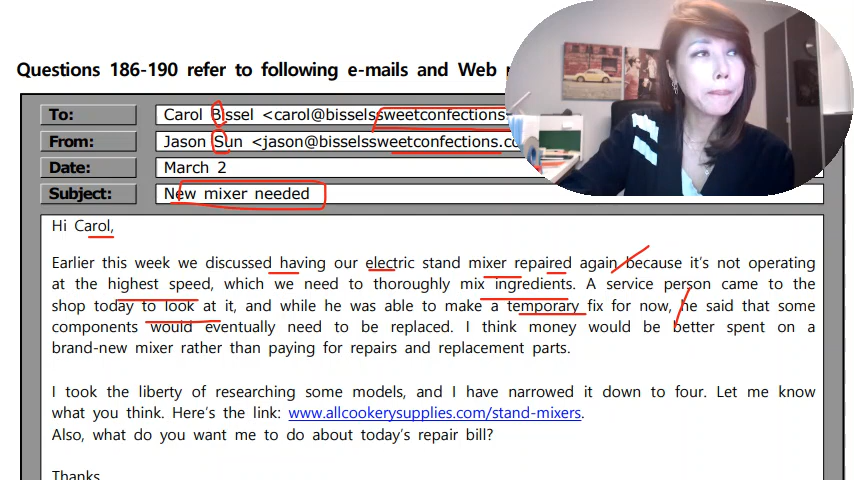 Questions 186-190 refer to following e-mails and Web
To:
Carol Bissel <carol@bisselssweetconfections
From:
Jason Sun <jason@bisselssweetconfections.co
Date:
March 2
Subject:
New mixer needed
Hi Carol,
Earlier this week we discussed having our electric stand mixer repaired again because it's not operating
at the highest speed, which we need to thoroughly mix ingredients. A service person came to the
shop today to look at it, and while he was able to make a temporary fix for now, he said that some
components would eventually need to be replaced. I think money would be better spent on a
brand-new mixer rather than paying for repairs and replacement parts.
I took the liberty of researching some models, and I have narrowed it down to four. Let me know
what you think. Here's the link: www.allcookerysupplies.com/stand-mixers.
Also, what do you want me to do about today's repair bill?
Thanks